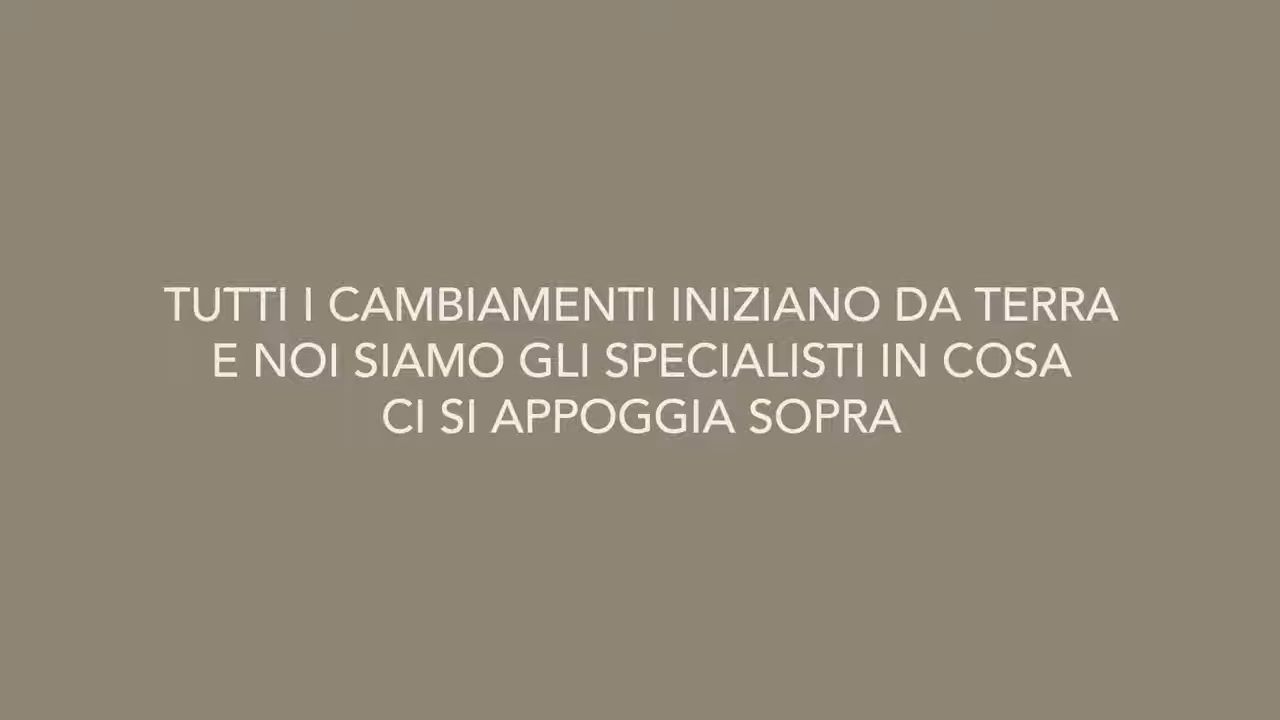 TUTTI I CAMBIAMENTI INIZIANO DA TERRA
E NOI SIAMO GLI SPECIALISTI IN COSA
CI SI APPOGGIA SOPRA